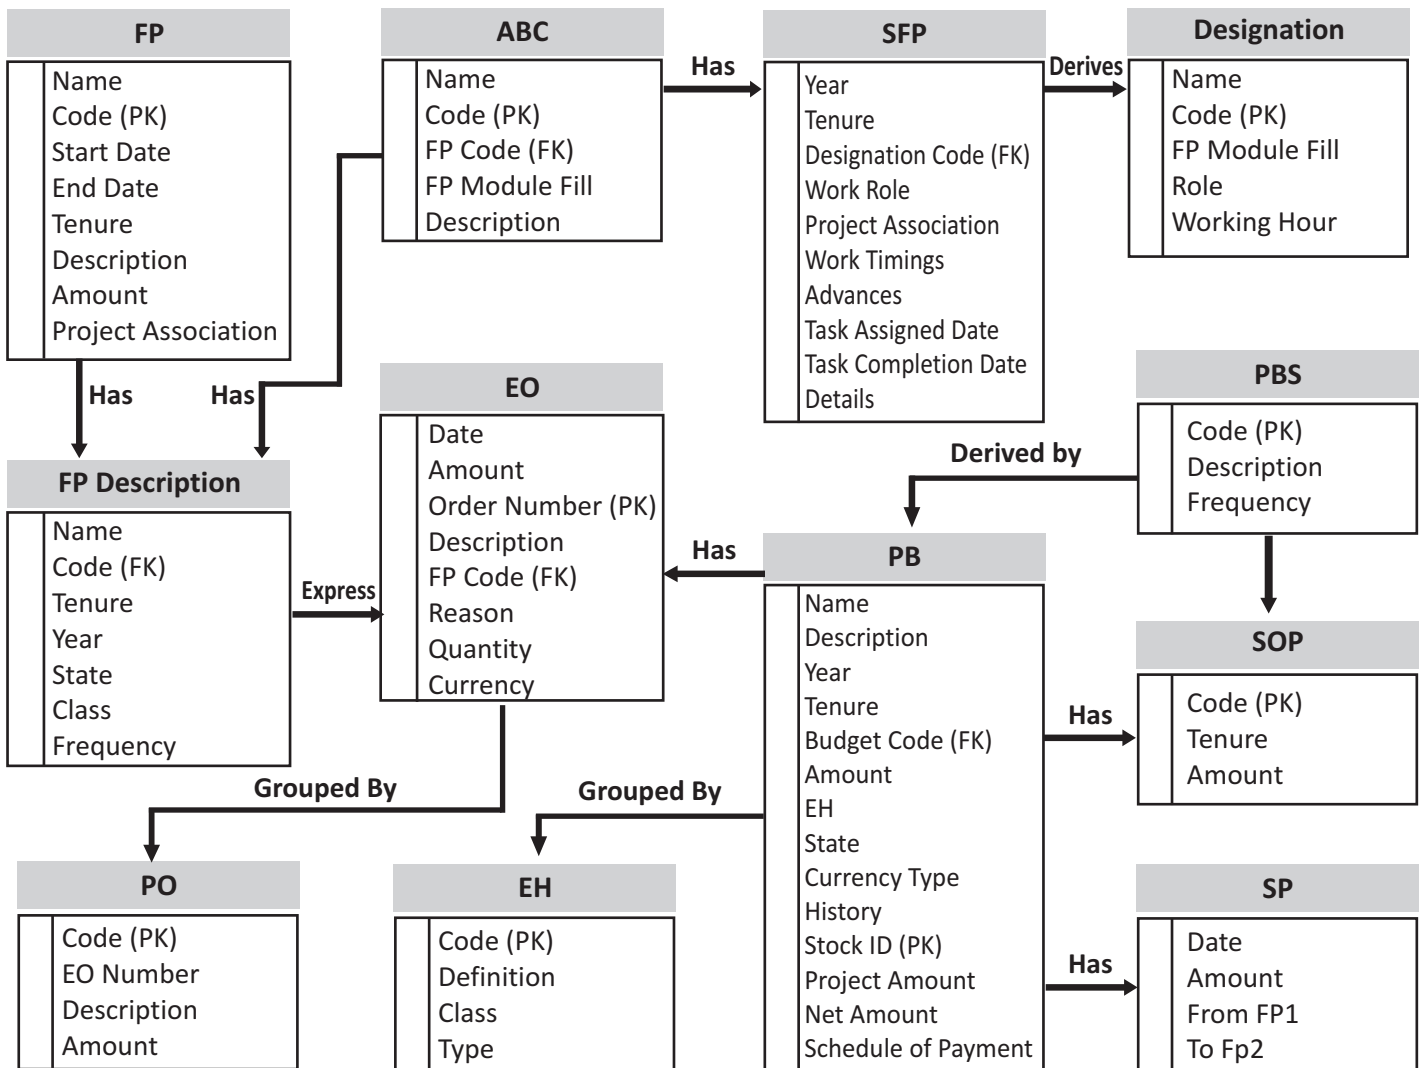 FP
Name
Code (PK)
Start Date
End Date
Tenure
Description
Amount
Project Association
ABC
Name
Code (PK)
FP Code (FK)
FP Module Fill
Description
Has
SFP
Year
Tenure
Designation Code (FK)
Work Role
Project Association
Work Timings
Advances
Task Assigned Date
Task Completion Date
Details
Derives
Designation
Name
Code (PK)
FP Module Fill
Role
Working Hour
Has
Has
FP Description
Name
Code (FK)
Tenure
Year
State
Class
Frequency
Express
EO
Date
Amount
Order Number (PK)
Description
FP Code (FK)
Reason
Quantity
Currency
Has
Derived by
PBS
Code (PK)
Description
Frequency
PB
Name
Description
Year
Tenure
Budget Code (FK)
Amount
EH
State
Currency Type
History
Stock ID (PK)
Project Amount
Net Amount
Schedule of Payment
Has
SOP
Code (PK)
Tenure
Amount
Grouped By
Grouped By
PO
Code (PK)
EO Number
Description
Amount
EH
Code (PK)
Definition
Class
Type
Has
SP
Date
Amount
From FP1
To Fp2